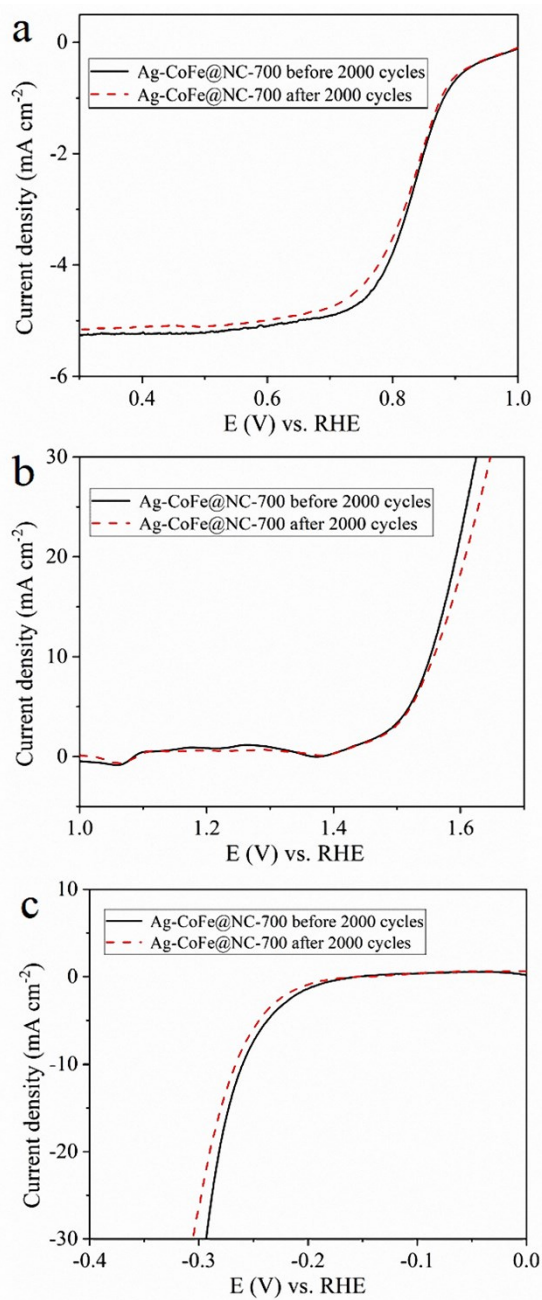 a
0
-2
-4
-6
Current density (mA cm⁻²)
Ag-CoFe@NC-700 before 2000 cycles
Ag-CoFe@NC-700 after 2000 cycles
0.4 0.6 0.8 1.0
E (V) vs. RHE
b
30
20
10
0
Current density (mA cm⁻²)
Ag-CoFe@NC-700 before 2000 cycles
Ag-CoFe@NC-700 after 2000 cycles
1.0 1.2 1.4 1.6
E (V) vs. RHE
c
10
0
-10
-20
-30
Current density (mA cm⁻²)
Ag-CoFe@NC-700 before 2000 cycles
Ag-CoFe@NC-700 after 2000 cycles
-0.4 -0.3 -0.2 -0.1 0.0
E (V) vs. RHE